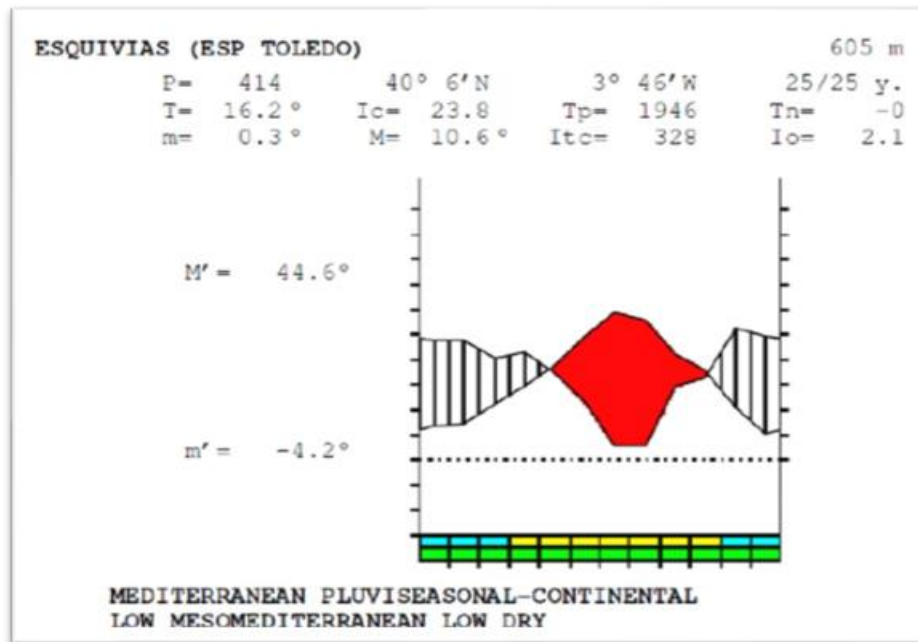 ESQUIVIAS (ESP TOLEDO) 605 m
P= 414 40° 6'N 3° 46'W 25/25 y.
T= 16.2° Ic= 23.8 Tp= 1946 Tn= -0
m= 0.3° M= 10.6° Itc= 328 Io= 2.1
M'= 44.6°
m'= -4.2°
MEDITERRANEAN PLUVISEASONAL-CONTINENTAL
LOW MESOMEDITERRANEAN LOW DRY